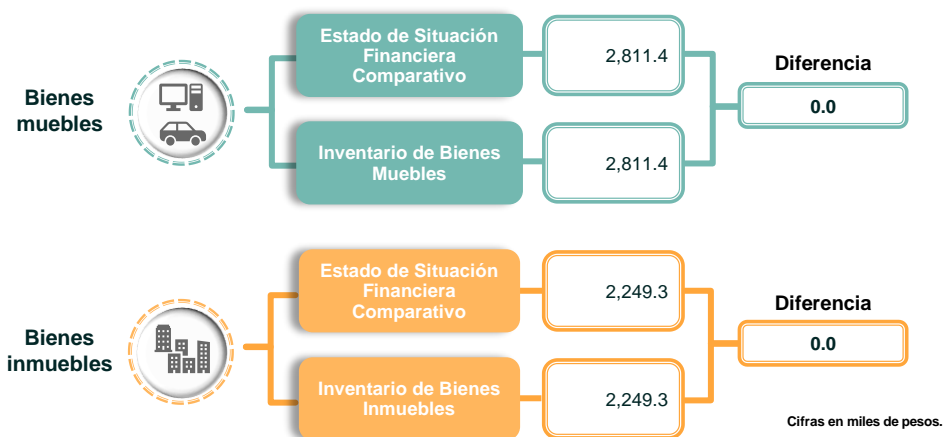 Bienes
muebles
Estado de Situación
Financiera
Comparativo
2,811.4
Inventario de Bienes
Muebles
2,811.4
Diferencia
0.0
Bienes
inmuebles
Estado de Situación
Financiera
Comparativo
2,249.3
Inventario de Bienes
Inmuebles
2,249.3
Diferencia
0.0
Cifras en miles de pesos.